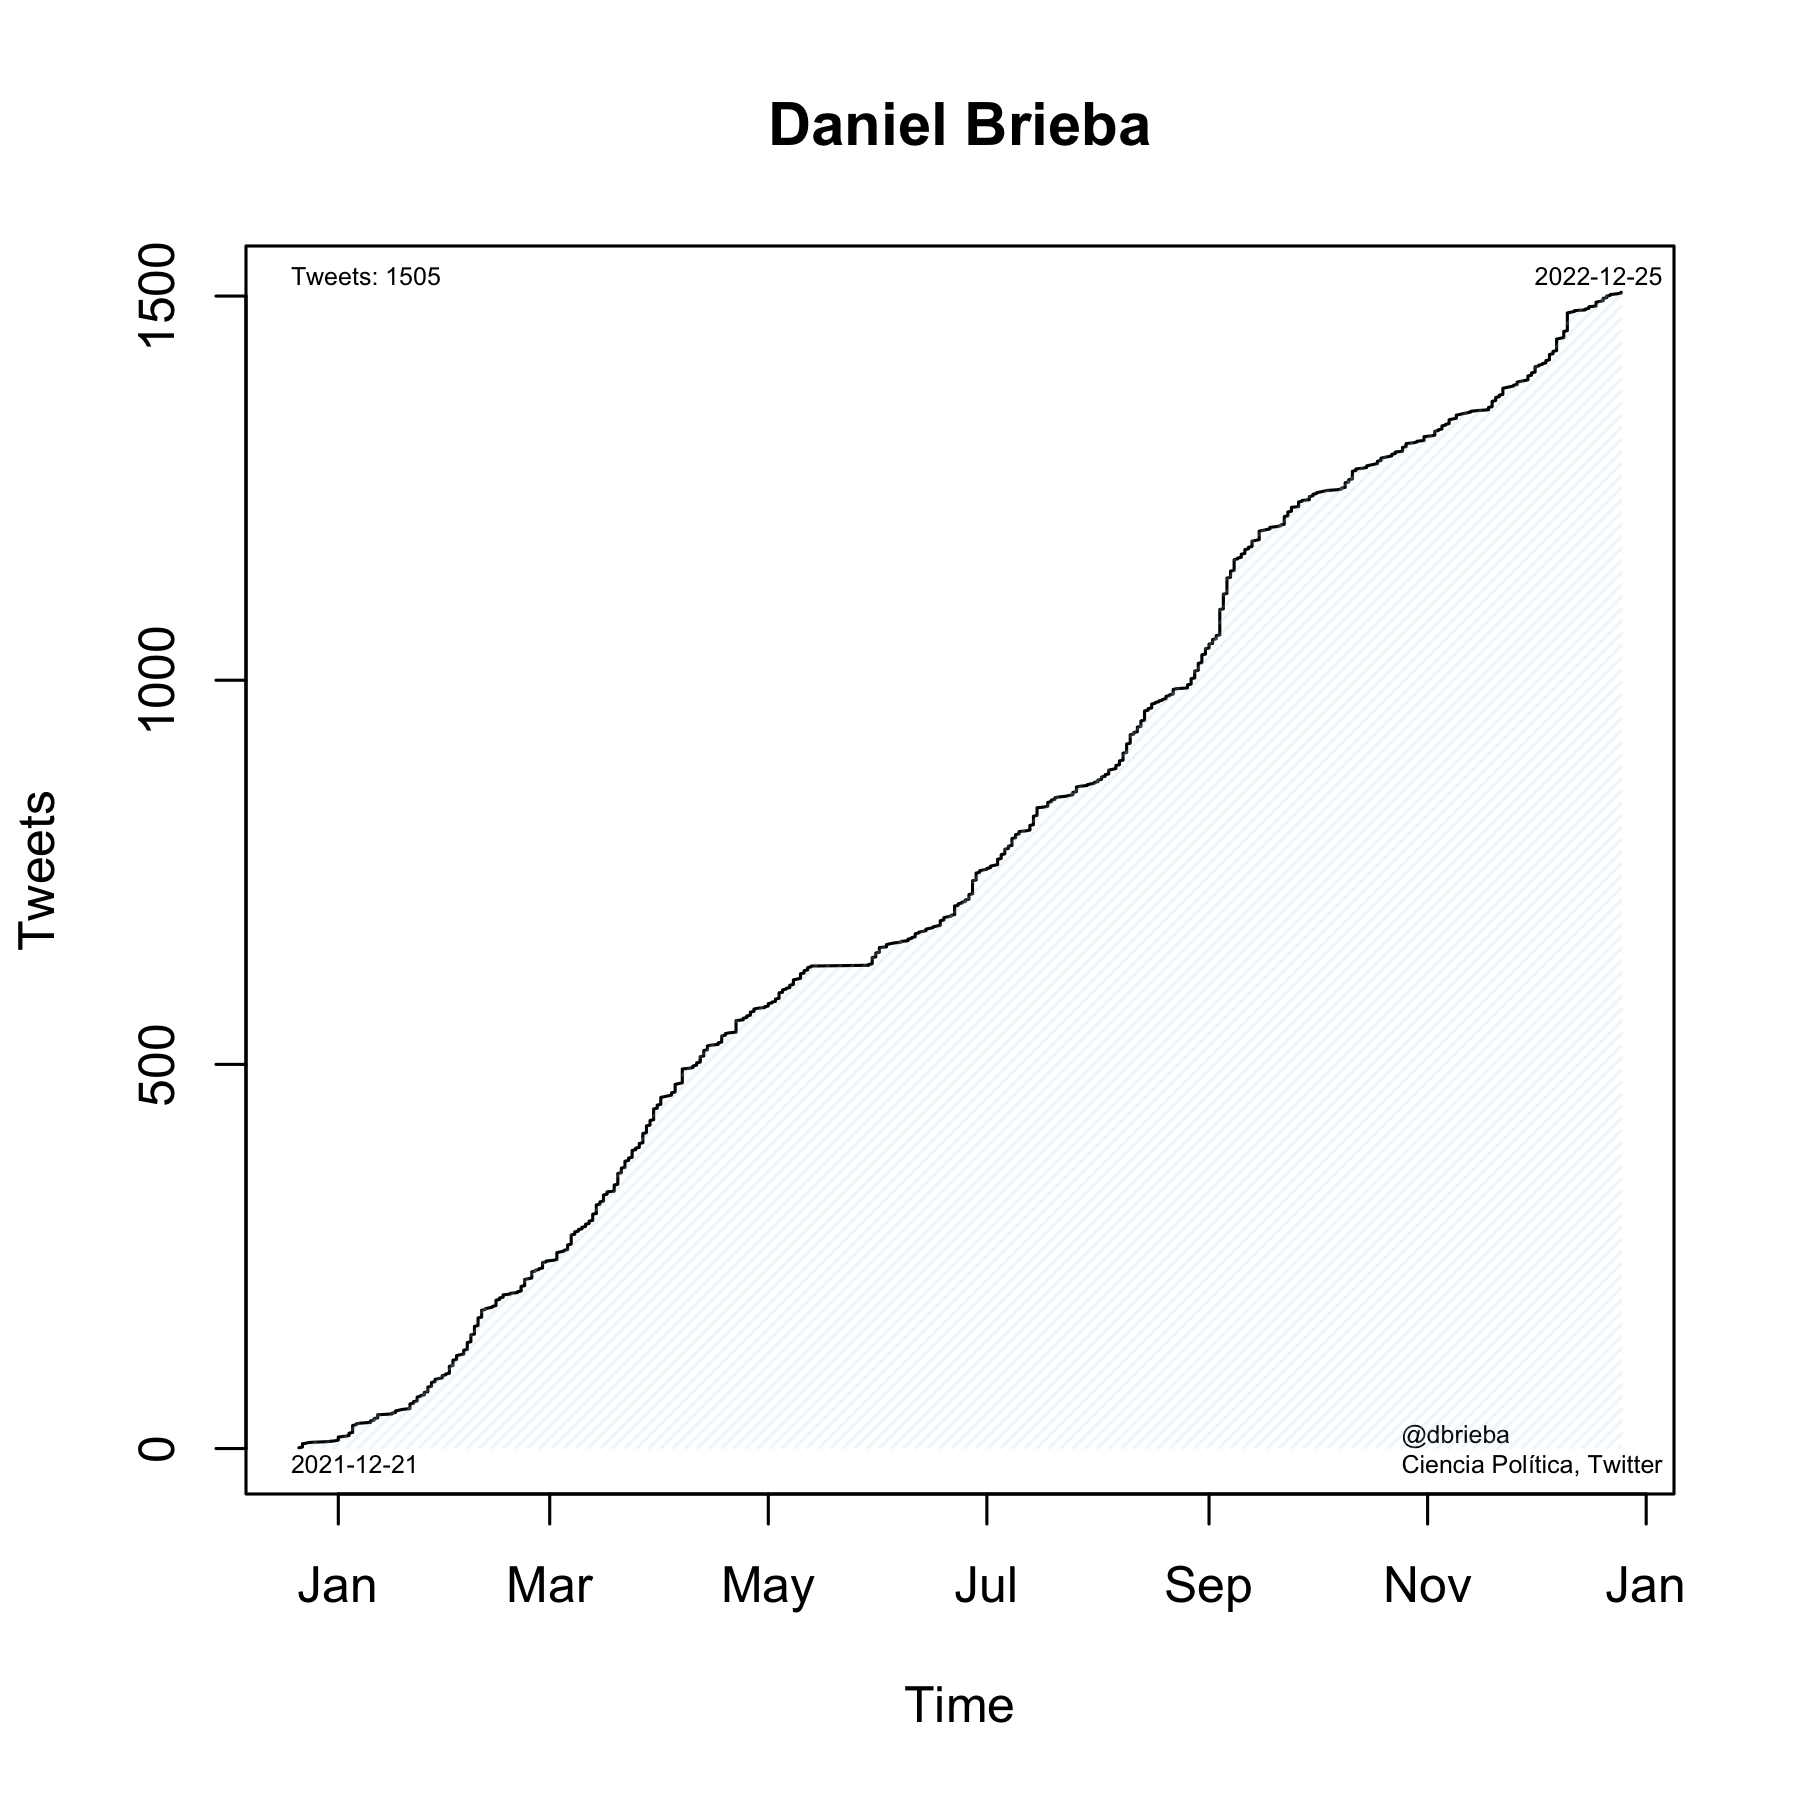 Daniel Brieba
Tweets: 1505
2022-12-25
1500
1000
500
0
Tweets
2021-12-21
@dbrieba
Ciencia Política, Twitter
Jan Mar May Jul Sep Nov Jan
Time